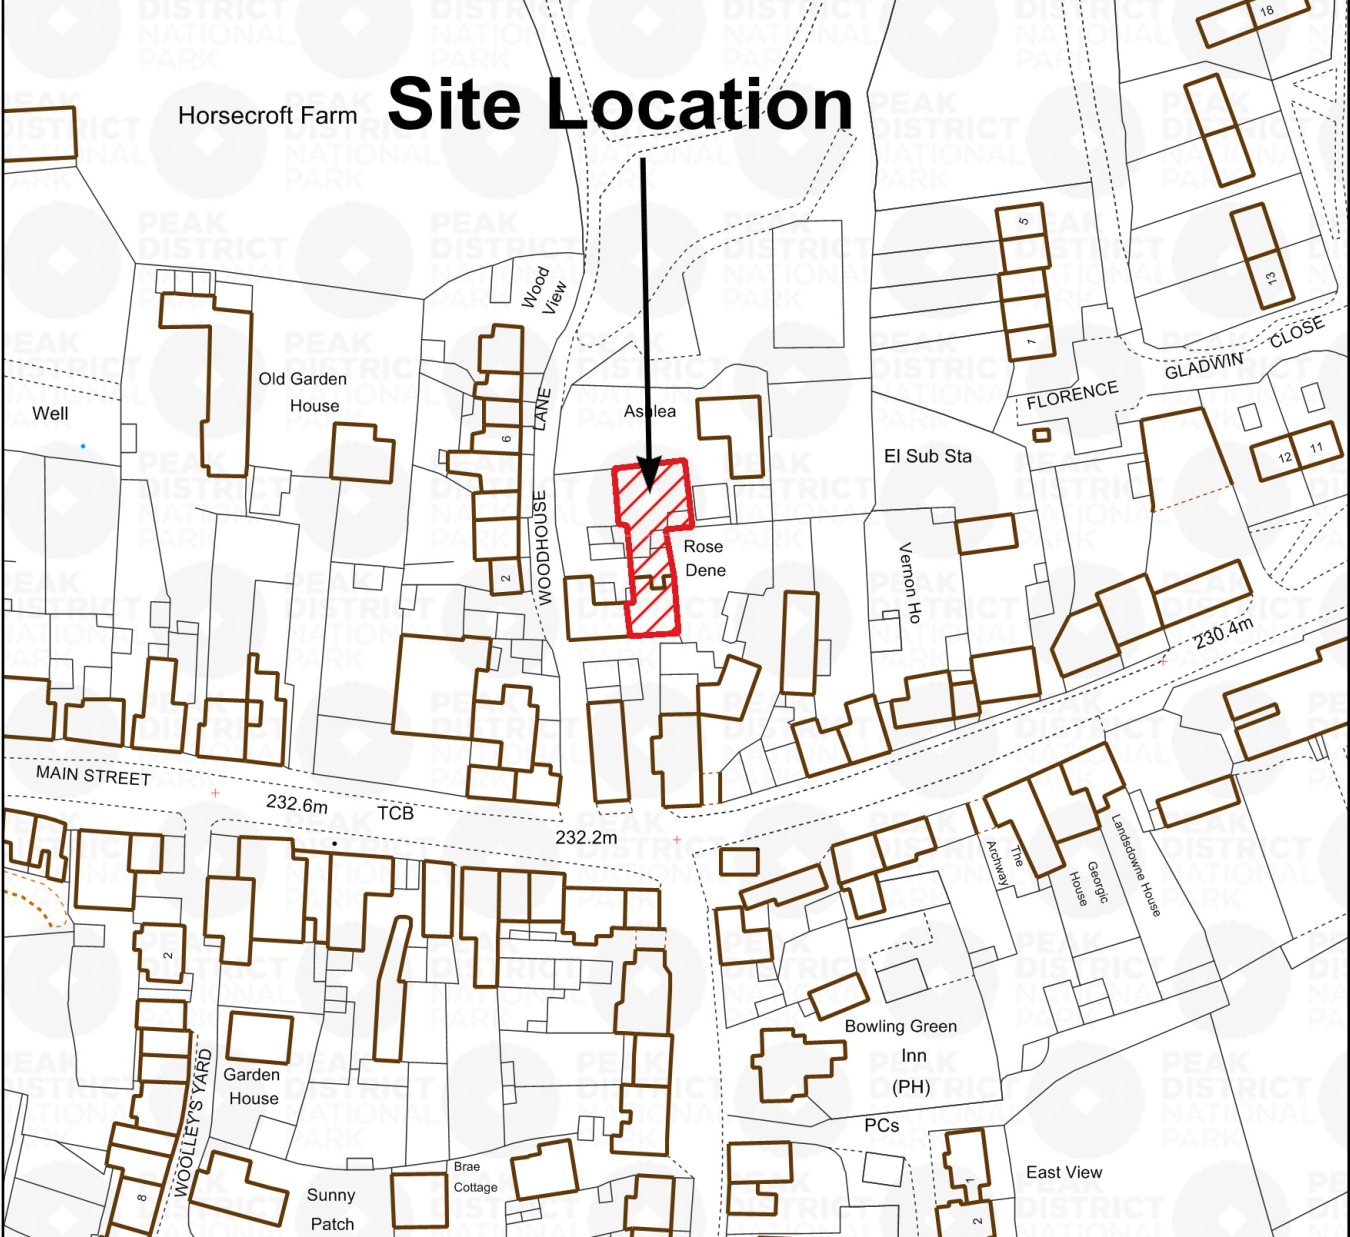 18
Site Location
Horsecroft Farm
5
Wood
View
13
7
CLOSE
GLADWIN
FLORENCE
Old Garden
House
Well
LANE
6
El Sub Sta
12
11
Rose
Dene
WOODHOUSE
2
Vernon Ho
230.4m
MAIN STREET
232.6m
TCB
232.2m
The
Archway
Georgic
House
Landsdowne House
2
Bowling Green
Inn
(PH)
PCs
WOOLLEY'S YARD
Garden
House
8
Sunny
Patch
Brae
Cottage
East View
1
2
PEAK
DISTRICT
NATIONAL
PARK